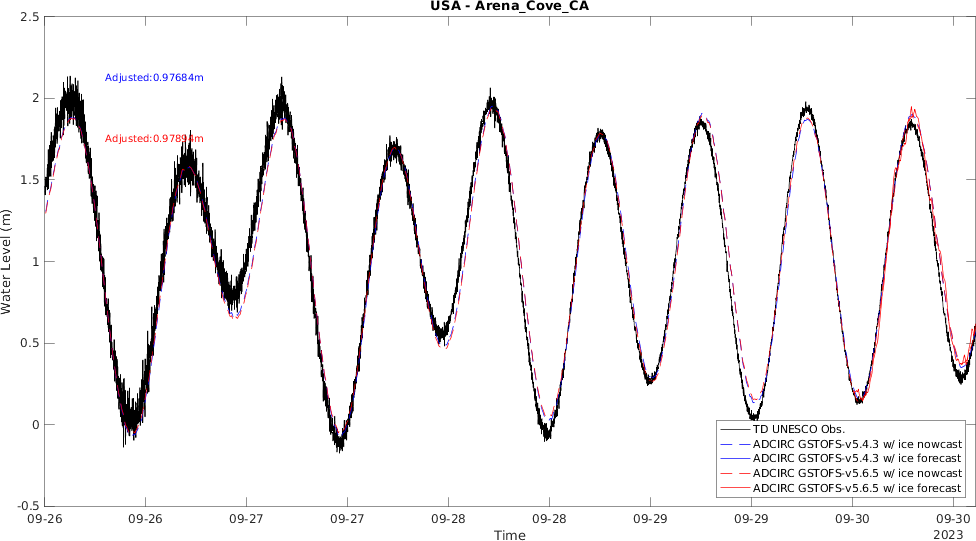 USA - Arena_Cove_CA
2.5
2
1.5
1
0.5
0
-0.5
Water Level (m)
Adjusted:0.97684m
Adjusted:0.97894m
TD UNESCO Obs.
ADCIRC GSTOFS-v5.4.3 w/ ice nowcast
ADCIRC GSTOFS-v5.4.3 w/ ice forecast
ADCIRC GSTOFS-v5.6.5 w/ ice nowcast
ADCIRC GSTOFS-v5.6.5 w/ ice forecast
09-26 09-26 09-27 09-27 09-28 09-28 09-29 09-29 09-30 09-30
2023
Time